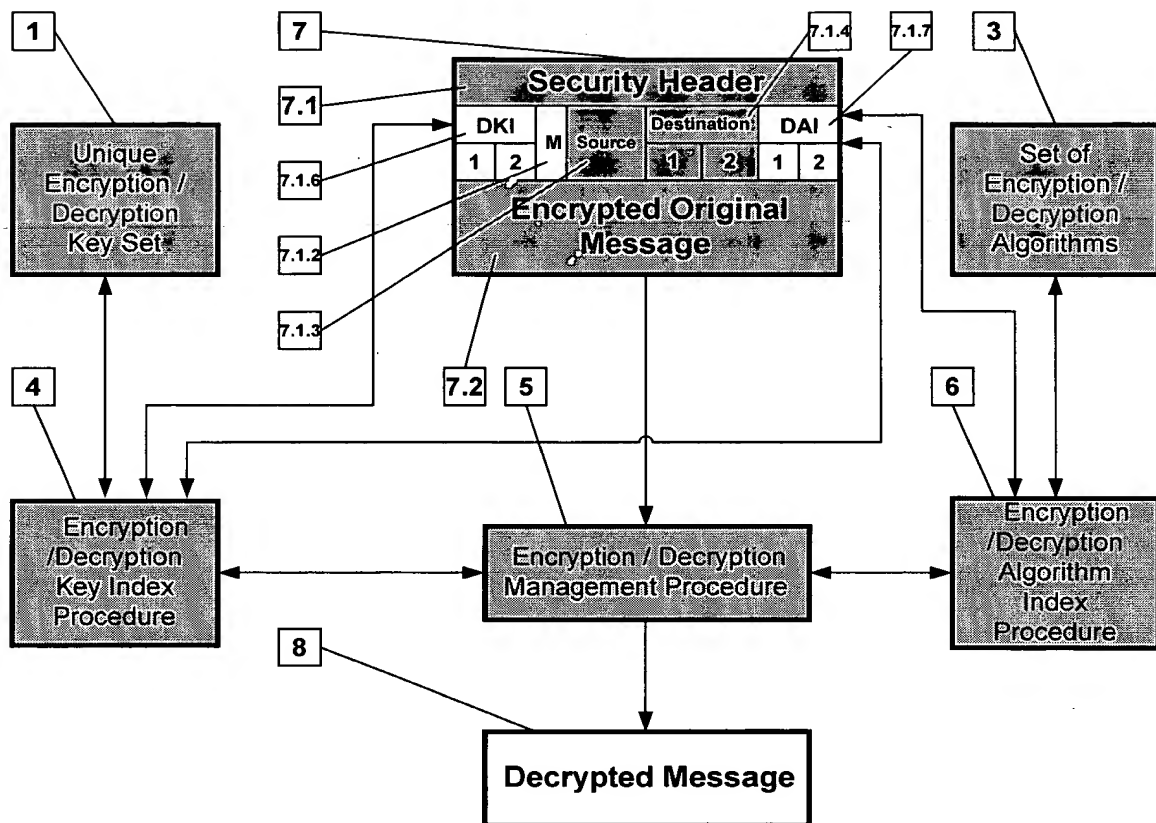 1
7
7.1.4
7.1.7
3
Security Header
7.1
DKI
M
Source
Destination
DAI
1
2
1
2
1
2
7.1.6
Unique
Encryption /
Decryption
Key Set
Set of
Encryption /
Decryption
Algorithms
Encrypted Original
Message
7.1.2
7.1.3
7.2
4
5
6
Encryption
/Decryption
Key Index
Procedure
Encryption / Decryption
Management Procedure
Encryption
/Decryption
Algorithm
Index
Procedure
8
Decrypted Message